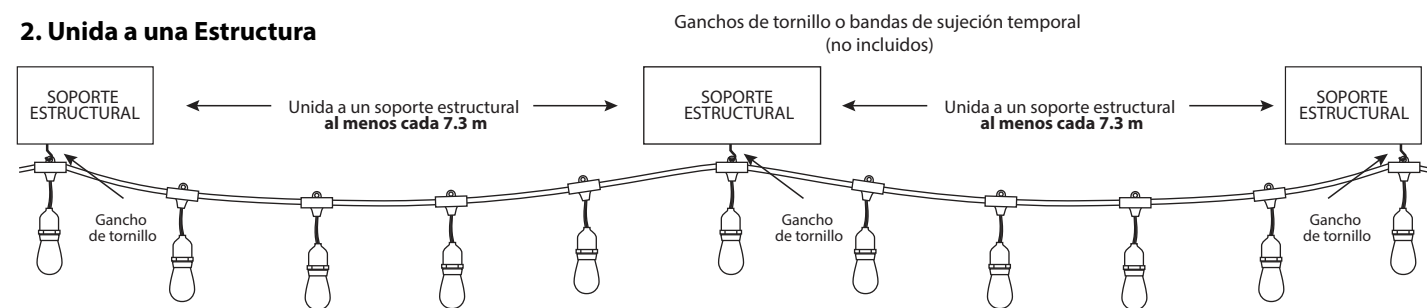 2. Unida a una Estructura
Ganchos de tornillo o bandas de sujeción temporal
(no incluidos)
SOPORTE
ESTRUCTURAL
Unida a un soporte estructural
al menos cada 7.3 m
SOPORTE
ESTRUCTURAL
Unida a un soporte estructural
al menos cada 7.3 m
SOPORTE
ESTRUCTURAL
Gancho
de tornillo
Gancho
de tornillo
Gancho
de tornillo